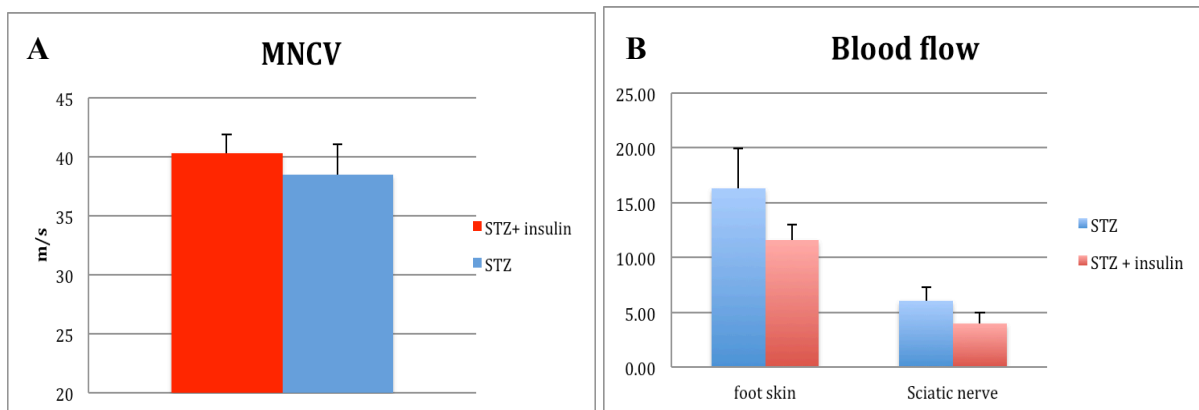 A
MNCV
45
40
35
30
25
20
m/s
STZ+ insulin
STZ
B
Blood flow
25.00
20.00
15.00
10.00
5.00
0.00
foot skin
Sciatic nerve
STZ
STZ + insulin